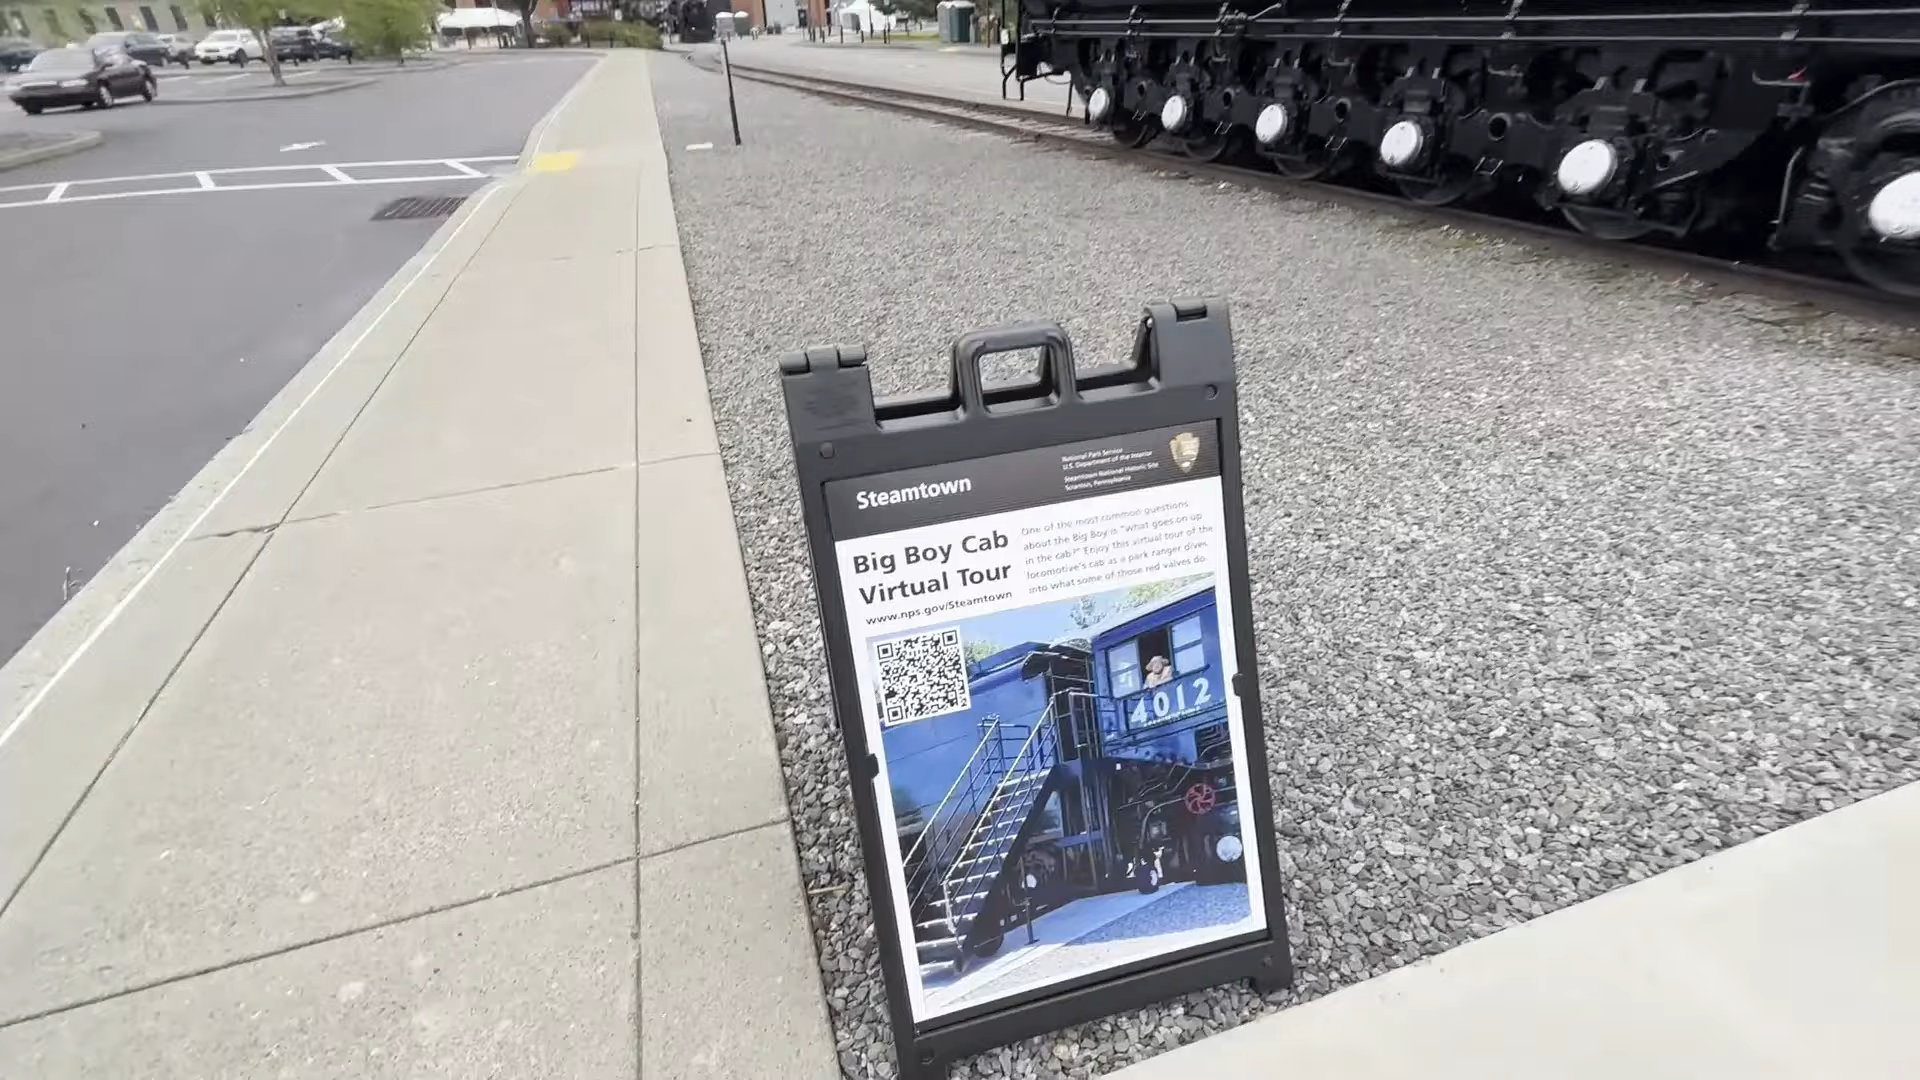 Steamtown
National Park Service
U.S. Department of the Interior
Steamtown National Historic Site
Scranton, Pennsylvania
Big Boy Cab
Virtual Tour
www.nps.gov/Steamtown
One of the most common questions
about the Big Boy is "What goes on up
in the cab?" Enjoy this virtual tour of the
locomotive's cab as a park ranger dives
into what some of those red valves do.
4012